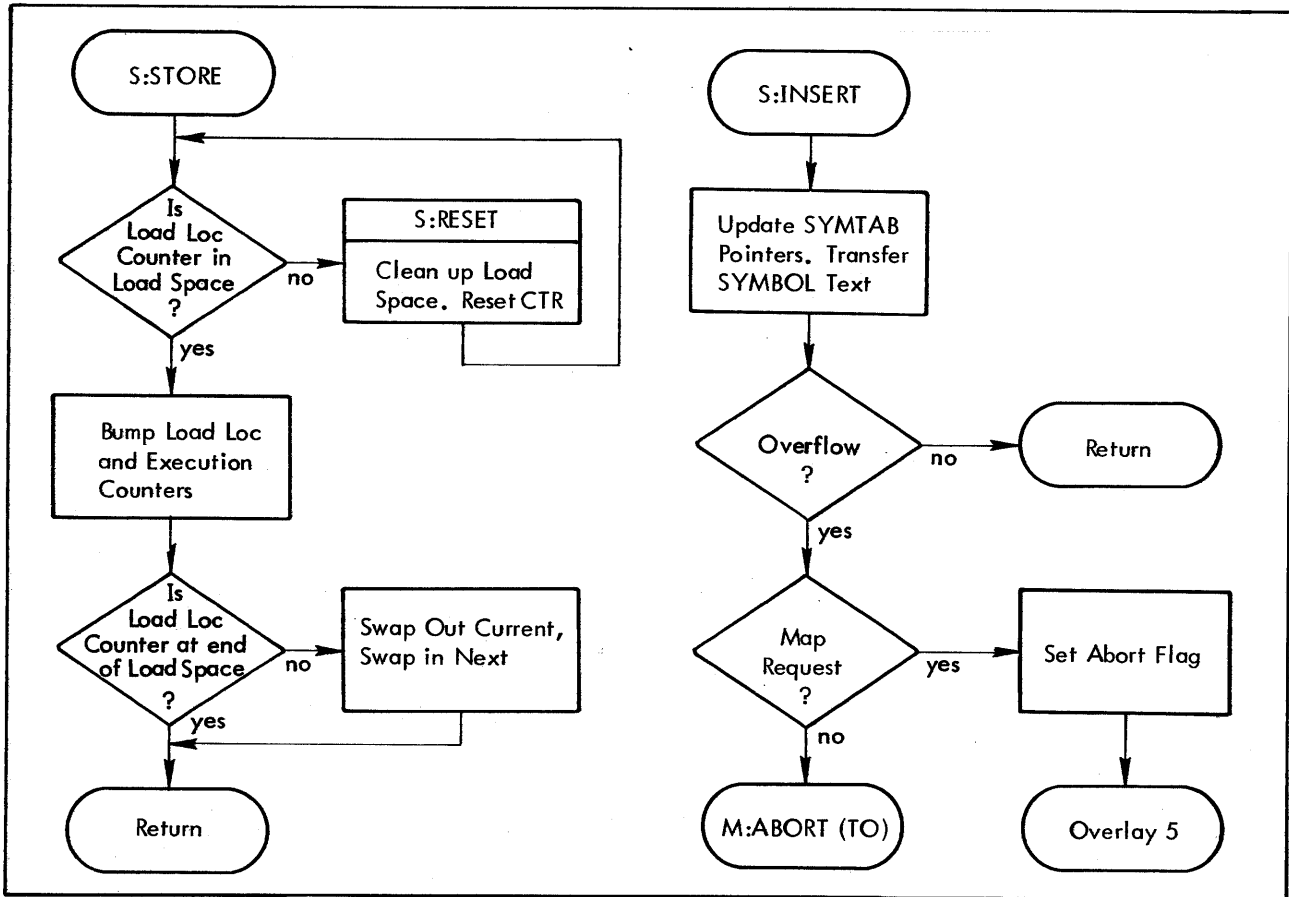 S:STORE
Is
Load Loc
Counter in
Load Space
?
no
yes
S:RESET
Clean up Load
Space. Reset CTR
Bump Load Loc
and Execution
Counters
Is
Load Loc
Counter at end
of Load Space
?
no
yes
Swap Out Current,
Swap in Next
Return
S:INSERT
Update SYMTAB
Pointers. Transfer
SYMBOL Text
Overflow
?
no
yes
Return
Map
Request
?
yes
no
Set Abort Flag
M:ABORT (TO)
Overlay 5